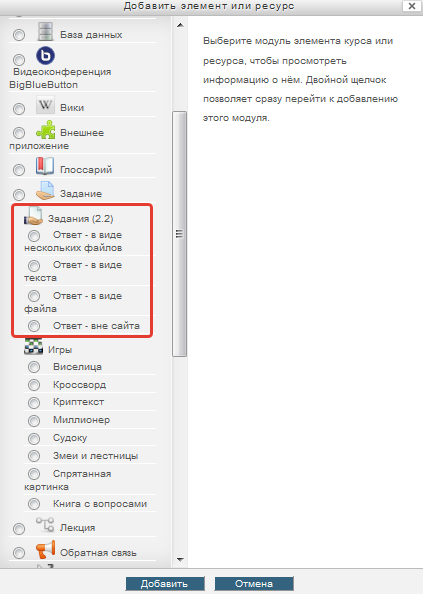 Добавить элемент или ресурс
База данных
Видеоконференция
BigBlueButton
Вики
Внешнее
приложение
Глоссарий
Задание
Задания (2.2)
Ответ - в виде
нескольких файлов
Ответ - в виде
текста
Ответ - в виде
файла
Ответ - вне сайта
Игры
Виселица
Кроссворд
Криптекст
Миллионер
Судоку
Змеи и лестницы
Спрятанная
картинка
Книга с вопросами
Лекция
Обратная связь
Выберите модуль элемента курса или
ресурса, чтобы просмотреть
информацию о нём. Двойной щелчок
позволяет сразу перейти к добавлению
этого модуля.
Добавить
Отмена